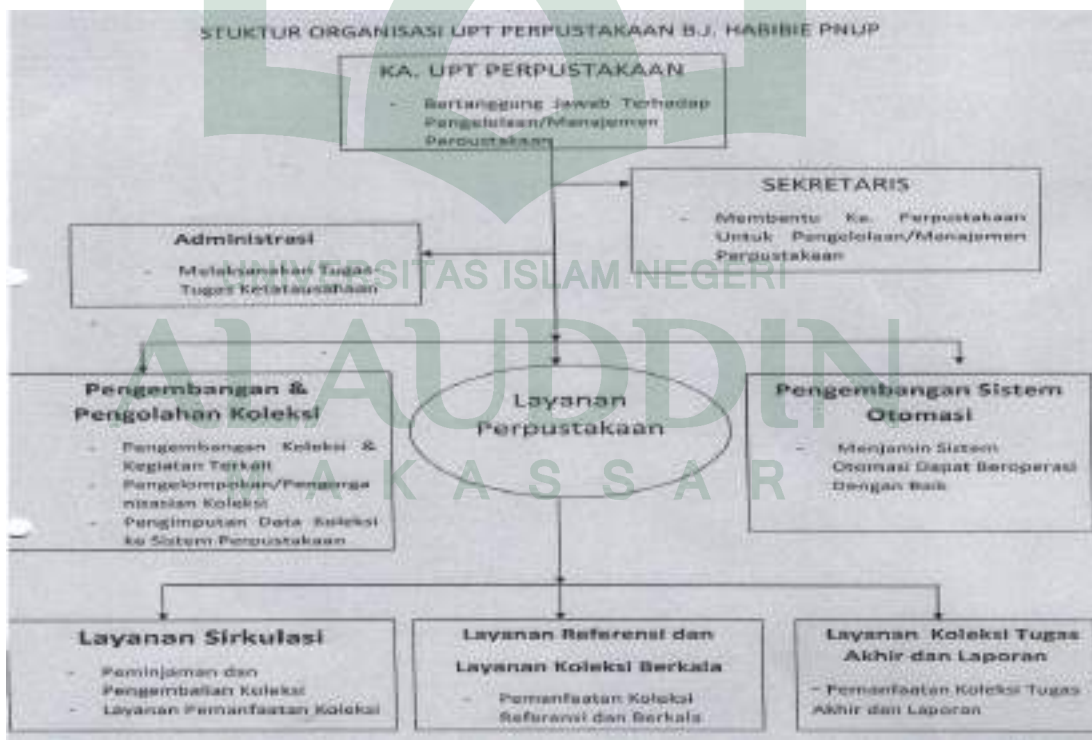 STUKTUR ORGANISASI UPT PERPUSTAKAAN B.J. HABIBIE PNUP
KA. UPT PERPUSTAKAAN
- Bertanggung Jawab Terhadap
Pengelolaan/Manajemen
Perpustakaan
SEKRETARIS
- Membentu Ka. Perpustakaan
Untuk Pengelolaan/Manajemen
Perpustakaan
Administrasi
- Melaksanakan Tugas-
Tugas Ketatausahaan
UNIVERSITAS ISLAM NEGERI
ALAUDDIN
AKASSAR
Pengembangan &
Pengolahan Koleksi
- Pengembangan Koleksi &
Kegiatan Terkait
- Pengelompokan/Pengorga
nisasian Koleksi
- Pengimputan Data Koleksi
ke Sistem Perpustakaan
Layanan
Perpustakaan
Pengembangan Sistem
Otomasi
- Menjamin Sistem
Otomasi Dapat Beroperasi
Dengan Baik
Layanan Sirkulasi
- Peminjaman dan
Pengembalian Koleksi
- Layanan Pemanfaatan Koleksi
Layanan Referensi dan
Layanan Koleksi Berkala
- Pemanfaatan Koleksi
Referensi dan Berkala
Layanan Koleksi Tugas
Akhir dan Laporan
- Pemanfaatan Koleksi Tugas
Akhir dan Laporan